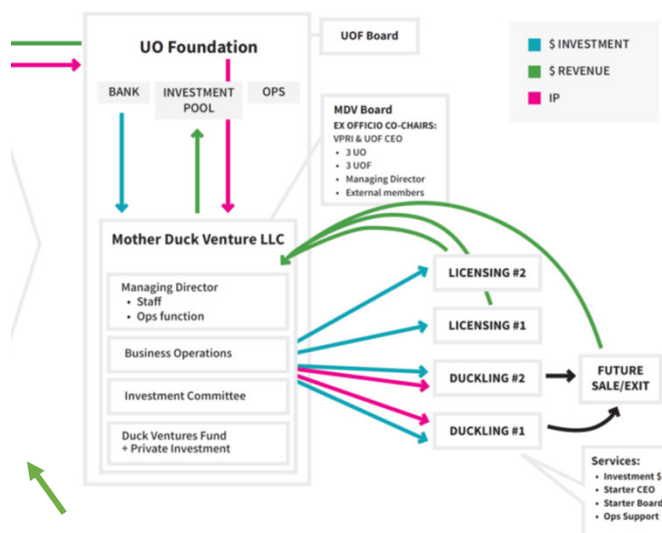 UO Foundation
UOF Board
BANK
INVESTMENT
POOL
OPS
$ INVESTMENT
$ REVENUE
IP
MDV Board
EX OFFICIO CO-CHAIRS:
VPRI & UOF CEO
• 3 UO
• 3 UOF
• Managing Director
• External members
Mother Duck Venture LLC
Managing Director
• Staff
• Ops function
Business Operations
Investment Committee
Duck Ventures Fund
+ Private Investment
LICENSING #2
LICENSING #1
DUCKLING #2
DUCKLING #1
FUTURE
SALE/EXIT
Services:
• Investment $
• Starter CEO
• Starter Board
• Ops Support